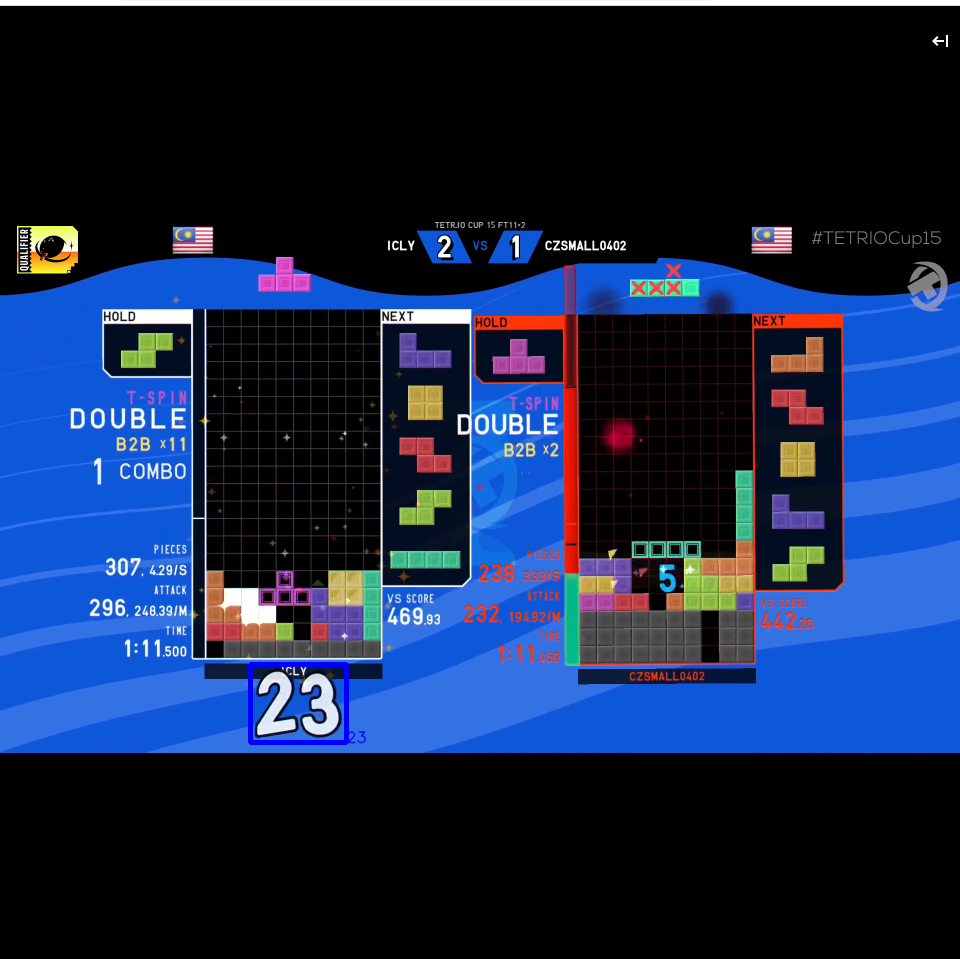 TETR.IO CUP 15 FT11-2
QUALIFIER
ICLY 2 VS 1 CZSMALL0402
#TETRIOCup15
HOLD
NEXT
T-SPIN
DOUBLE
B2B x11
1 COMBO
PIECES
307, 4.29/S
ATTACK
296, 248.39/M
TIME
1:11.500
VS SCORE
469.93
ICLY
23
23
HOLD
NEXT
T-SPIN
DOUBLE
B2B x2
5
PIECES
238, 3.33/S
ATTACK
232, 194.82/M
TIME
1:11.450
VS SCORE
442.26
CZSMALL0402